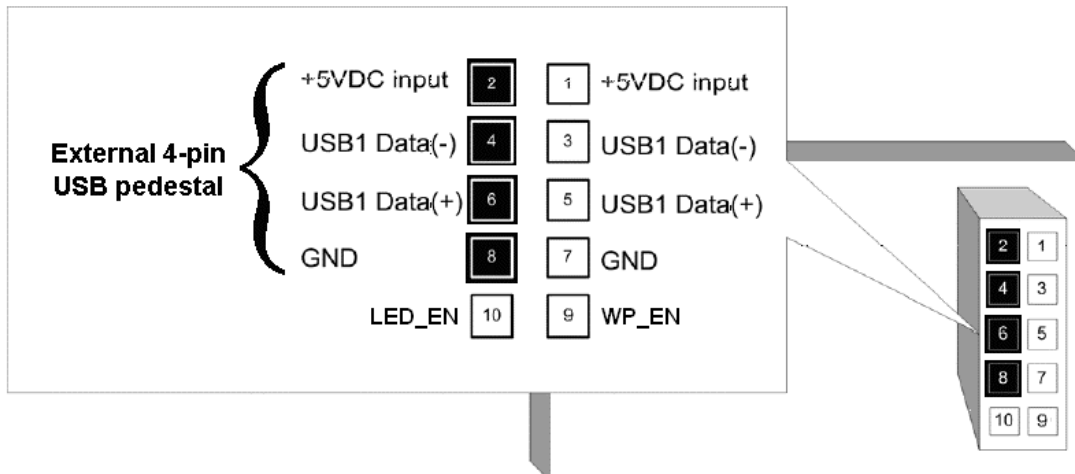 +5VDC input 2 1 +5VDC input
USB1 Data(-) 4 3 USB1 Data(-)
External 4-pin
USB pedestal
USB1 Data(+) 6 5 USB1 Data(+)
GND 8 7 GND
LED_EN 10 9 WP_EN
2 1
4 3
6 5
8 7
10 9